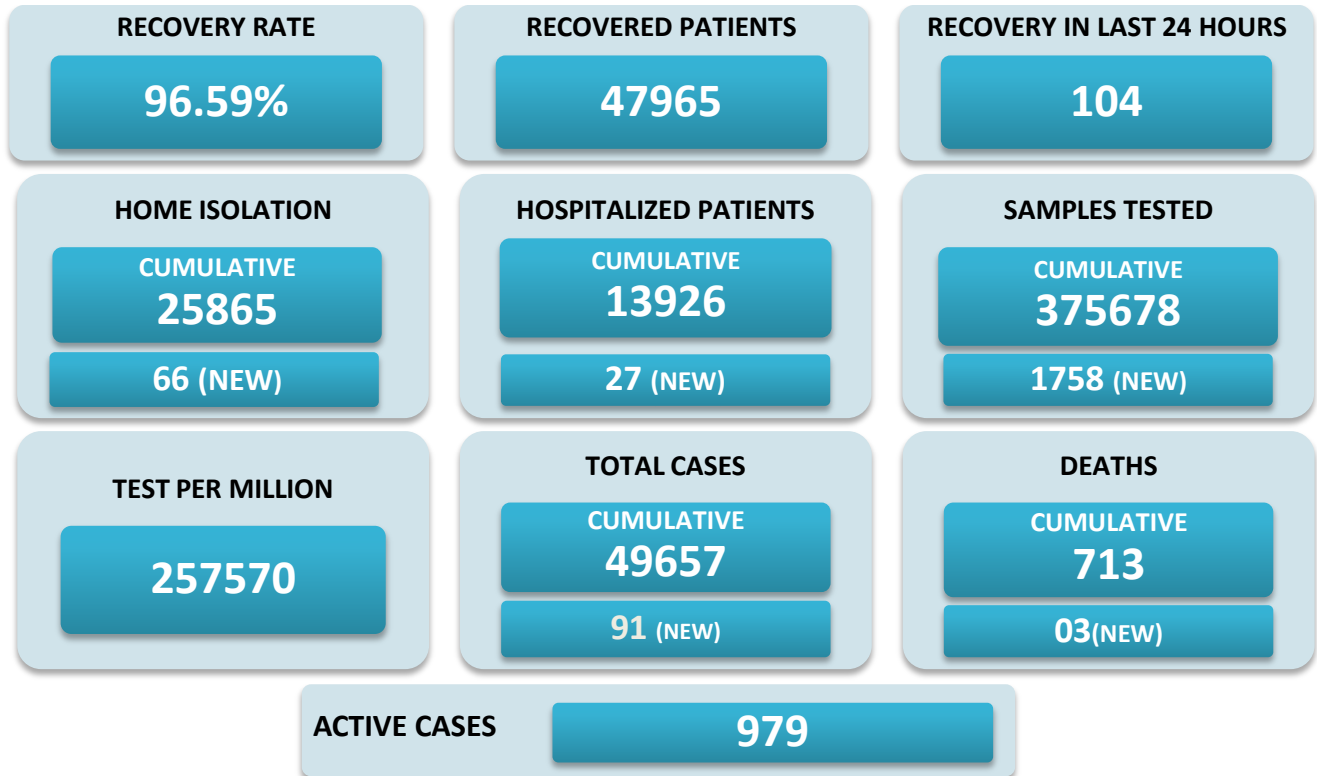 RECOVERY RATE
96.59%
RECOVERED PATIENTS
47965
RECOVERY IN LAST 24 HOURS
104
HOME ISOLATION
CUMULATIVE
25865
66 (NEW)
HOSPITALIZED PATIENTS
CUMULATIVE
13926
27 (NEW)
SAMPLES TESTED
CUMULATIVE
375678
1758 (NEW)
TEST PER MILLION
257570
TOTAL CASES
CUMULATIVE
49657
91 (NEW)
DEATHS
CUMULATIVE
713
03(NEW)
ACTIVE CASES
979